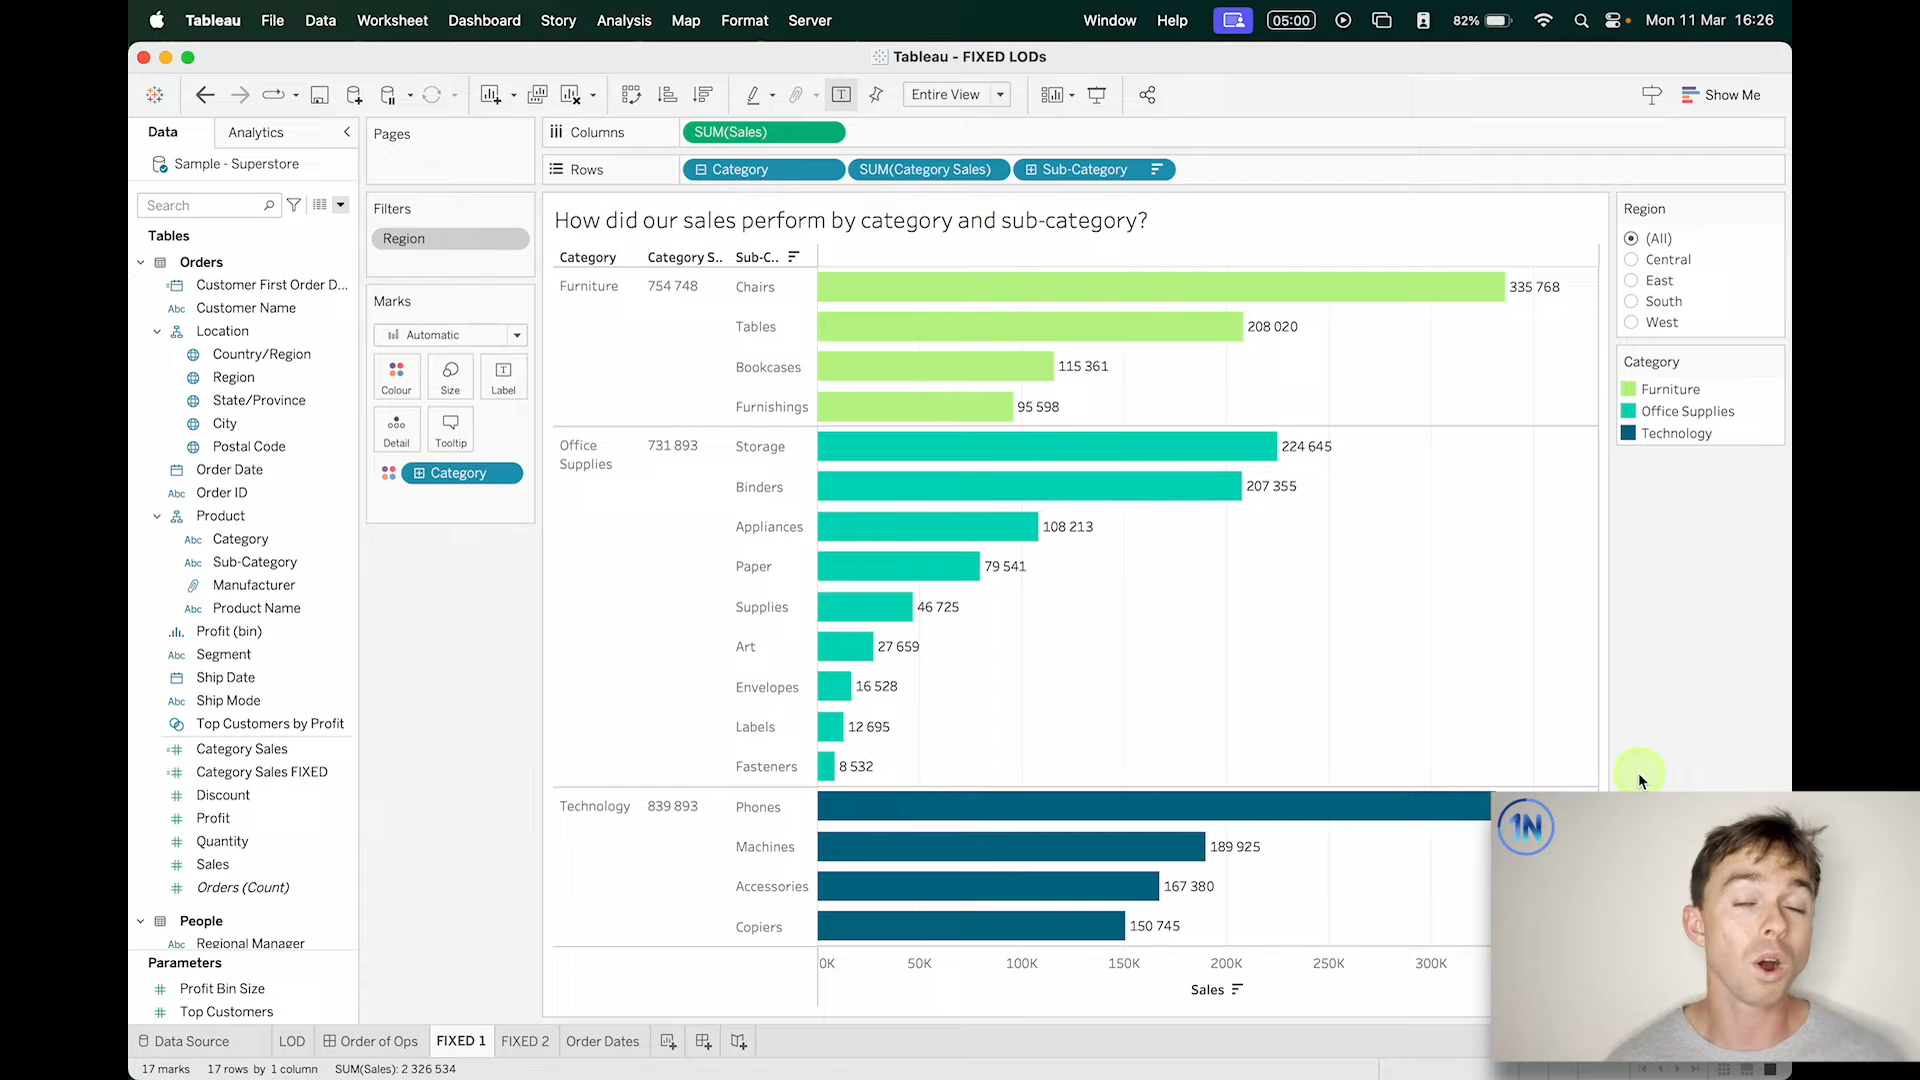 Tableau File Data Worksheet Dashboard Story Analysis Map Format Server Window Help 05:00 82% Mon 11 Mar 16:26
Tableau - FIXED LODs
Entire View Show Me
Data Analytics
Sample - Superstore
Search
Tables
Orders
Customer First Order D...
Abc Customer Name
Location
Country/Region
Region
State/Province
City
Postal Code
Order Date
Abc Order ID
Product
Abc Category
Abc Sub-Category
Manufacturer
Abc Product Name
Profit (bin)
Abc Segment
Ship Date
Abc Ship Mode
Top Customers by Profit
Category Sales
Category Sales FIXED
Discount
Profit
Quantity
Sales
Orders (Count)
People
Abc Regional Manager
Parameters
Profit Bin Size
Top Customers
Pages
Filters
Region
Marks
Automatic
Colour Size Label
Detail Tooltip
Category
Columns SUM(Sales)
Rows Category SUM(Category Sales) Sub-Category
How did our sales perform by category and sub-category?
Category Category S.. Sub-C..
Furniture 754 748 Chairs 335 768
Tables 208 020
Bookcases 115 361
Furnishings 95 598
Office Supplies 731 893 Storage 224 645
Binders 207 355
Appliances 108 213
Paper 79 541
Supplies 46 725
Art 27 659
Envelopes 16 528
Labels 12 695
Fasteners 8 532
Technology 839 893 Phones
Machines 189 925
Accessories 167 380
Copiers 150 745
0K 50K 100K 150K 200K 250K 300K
Sales
Region
(All)
Central
East
South
West
Category
Furniture
Office Supplies
Technology
1N
Data Source LOD Order of Ops FIXED 1 FIXED 2 Order Dates
17 marks 17 rows by 1 column SUM(Sales): 2 326 534